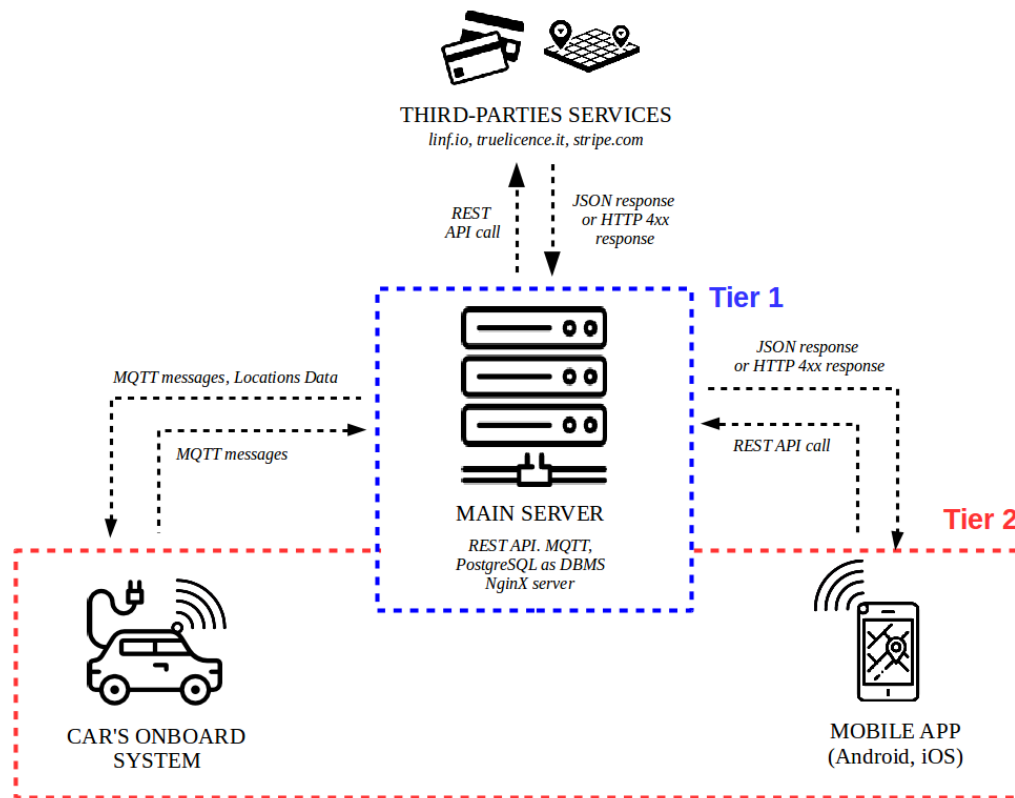 THIRD-PARTIES SERVICES
linf.io, truelicence.it, stripe.com
REST
API call
JSON response
or HTTP 4xx
response
Tier 1
JSON response
or HTTP 4xx response
MQTT messages, Locations Data
REST API call
MQTT messages
MAIN SERVER
Tier 2
REST API. MQTT,
PostgreSQL as DBMS
NginX server
CAR'S ONBOARD
SYSTEM
MOBILE APP
(Android, iOS)